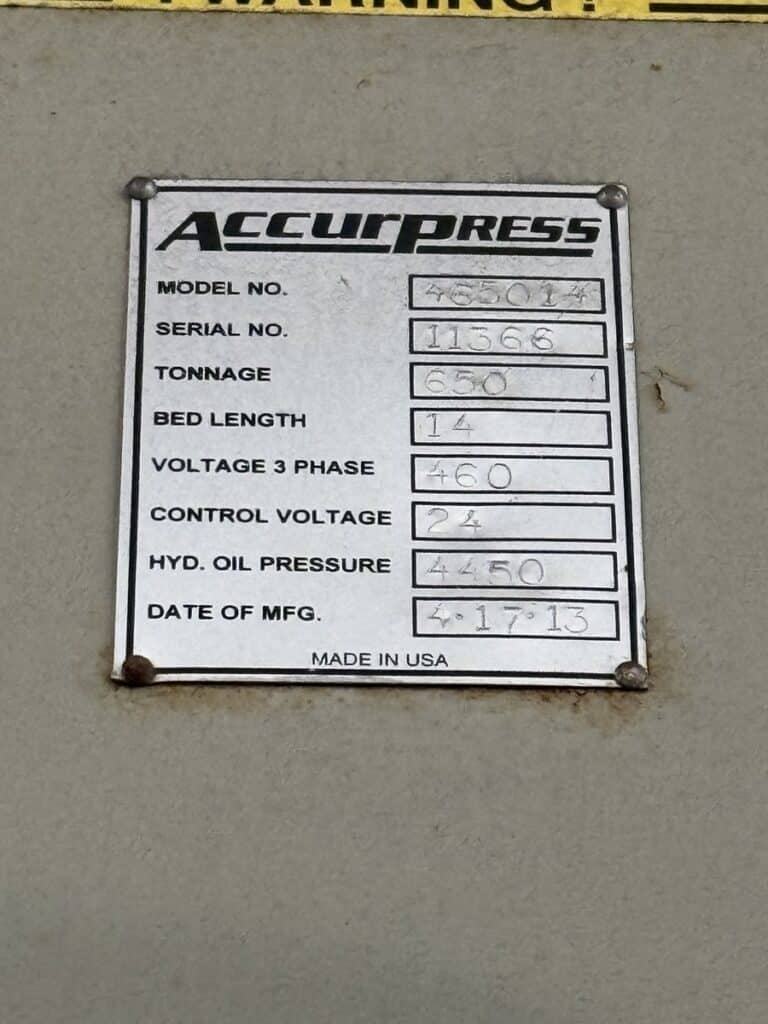 ! WARNING !
ACCURPRESS
MODEL NO. 465014
SERIAL NO. 11366
TONNAGE 650
BED LENGTH 14
VOLTAGE 3 PHASE 460
CONTROL VOLTAGE 24
HYD. OIL PRESSURE 4450
DATE OF MFG. 4·17·13
MADE IN USA